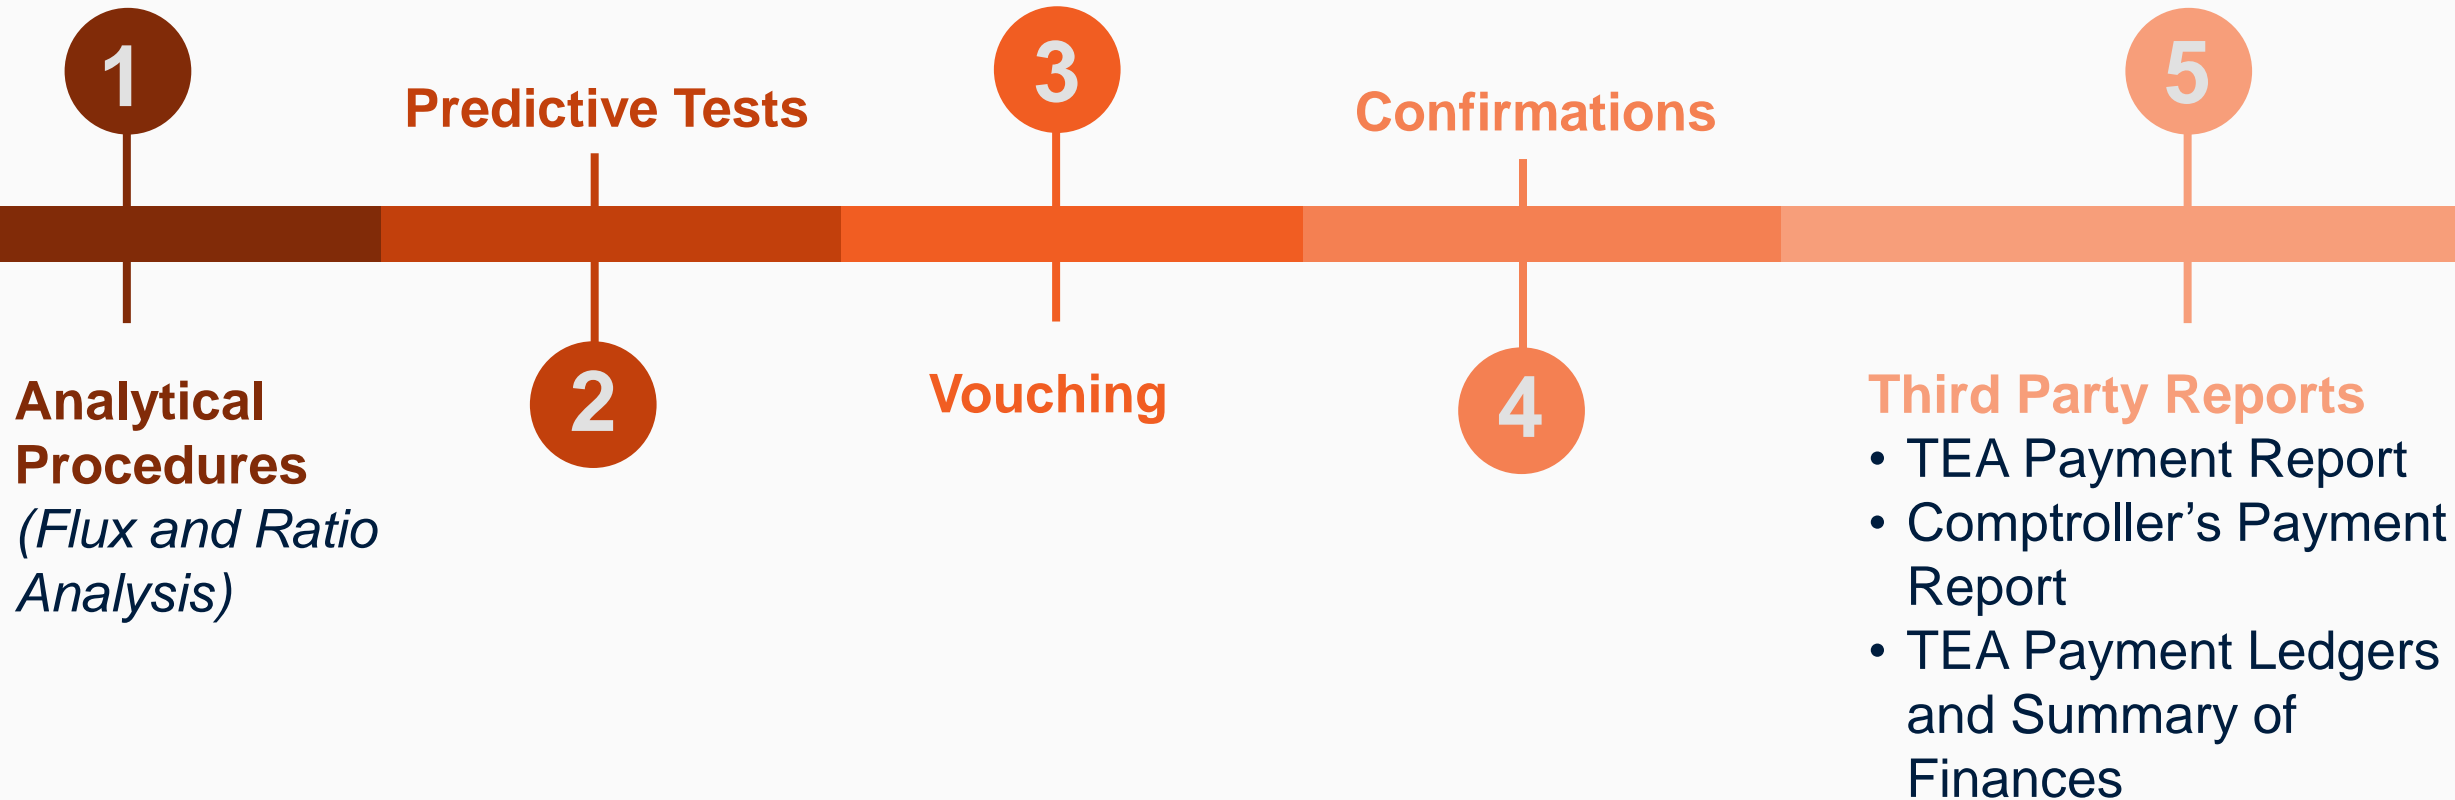 1
Analytical
Procedures
(Flux and Ratio
Analysis)
Predictive Tests
2
3
Vouching
Confirmations
4
5
Third Party Reports
• TEA Payment Report
• Comptroller’s Payment
Report
• TEA Payment Ledgers
and Summary of
Finances